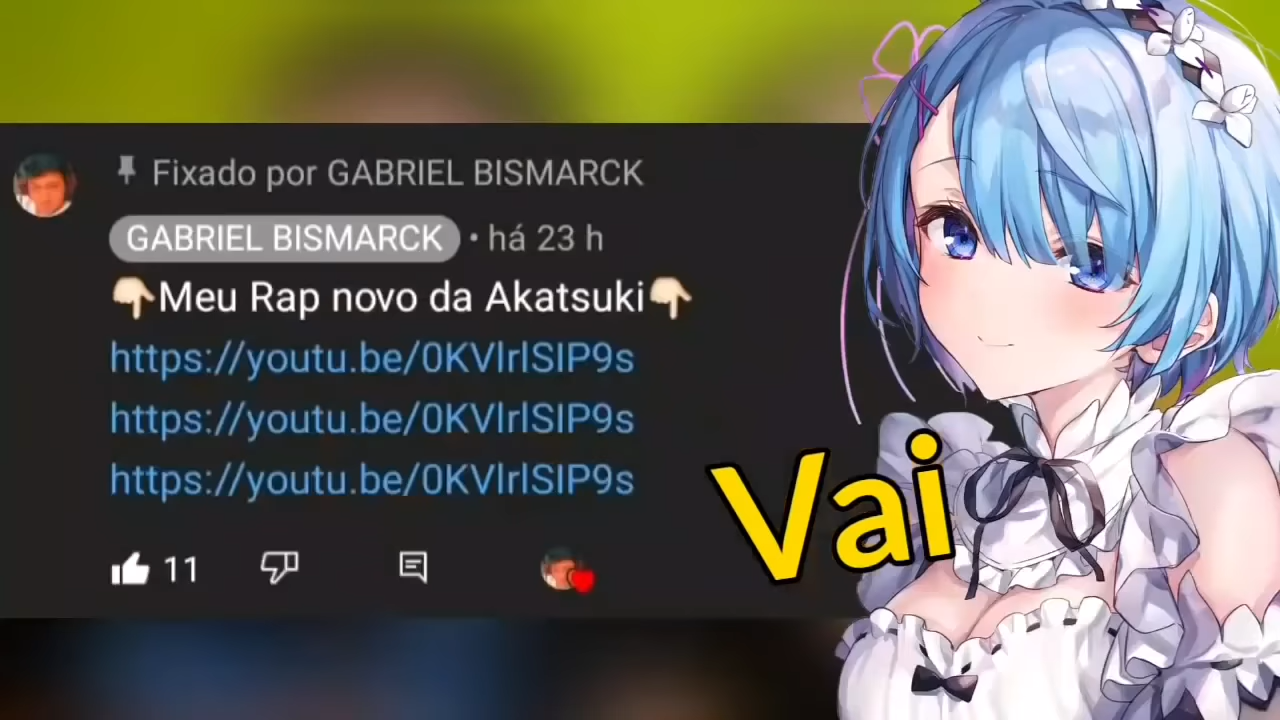 Fixado por GABRIEL BISMARCK
GABRIEL BISMARCK • há 23 h
👇🏻Meu Rap novo da Akatsuki👇🏻
https://youtu.be/0KVlrlSIP9s
https://youtu.be/0KVlrlSIP9s
https://youtu.be/0KVlrlSIP9s
11
Vai